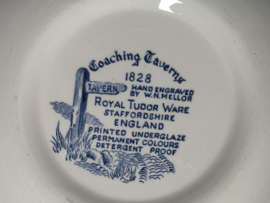 Coaching Taverns
1828
TAVERN
HAND ENGRAVED
BY W.N. MELLOR
ROYAL TUDOR WARE
STAFFORDSHIRE
ENGLAND
PRINTED UNDERGLAZE
PERMANENT COLOURS
DETERGENT PROOF